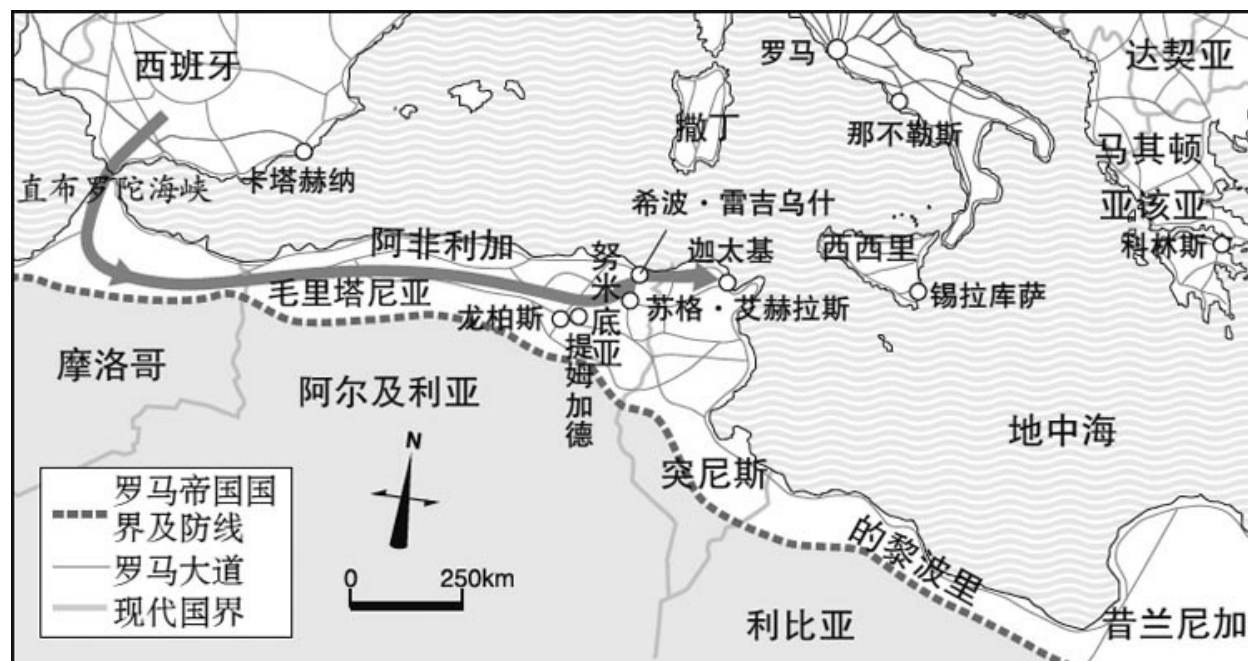 西班牙
罗马
达契亚
撒丁
那不勒斯
马其顿
直布罗陀海峡
卡塔赫纳
希波·雷吉乌什
亚该亚
阿非利加
努米底亚
迦太基
西西里
科林斯
毛里塔尼亚
龙柏斯
苏格·艾赫拉斯
锡拉库萨
摩洛哥
提姆加德
阿尔及利亚
地中海
N
突尼斯
罗马帝国国
界及防线
罗马大道
现代国界
0 250km
的黎波里
利比亚
昔兰尼加